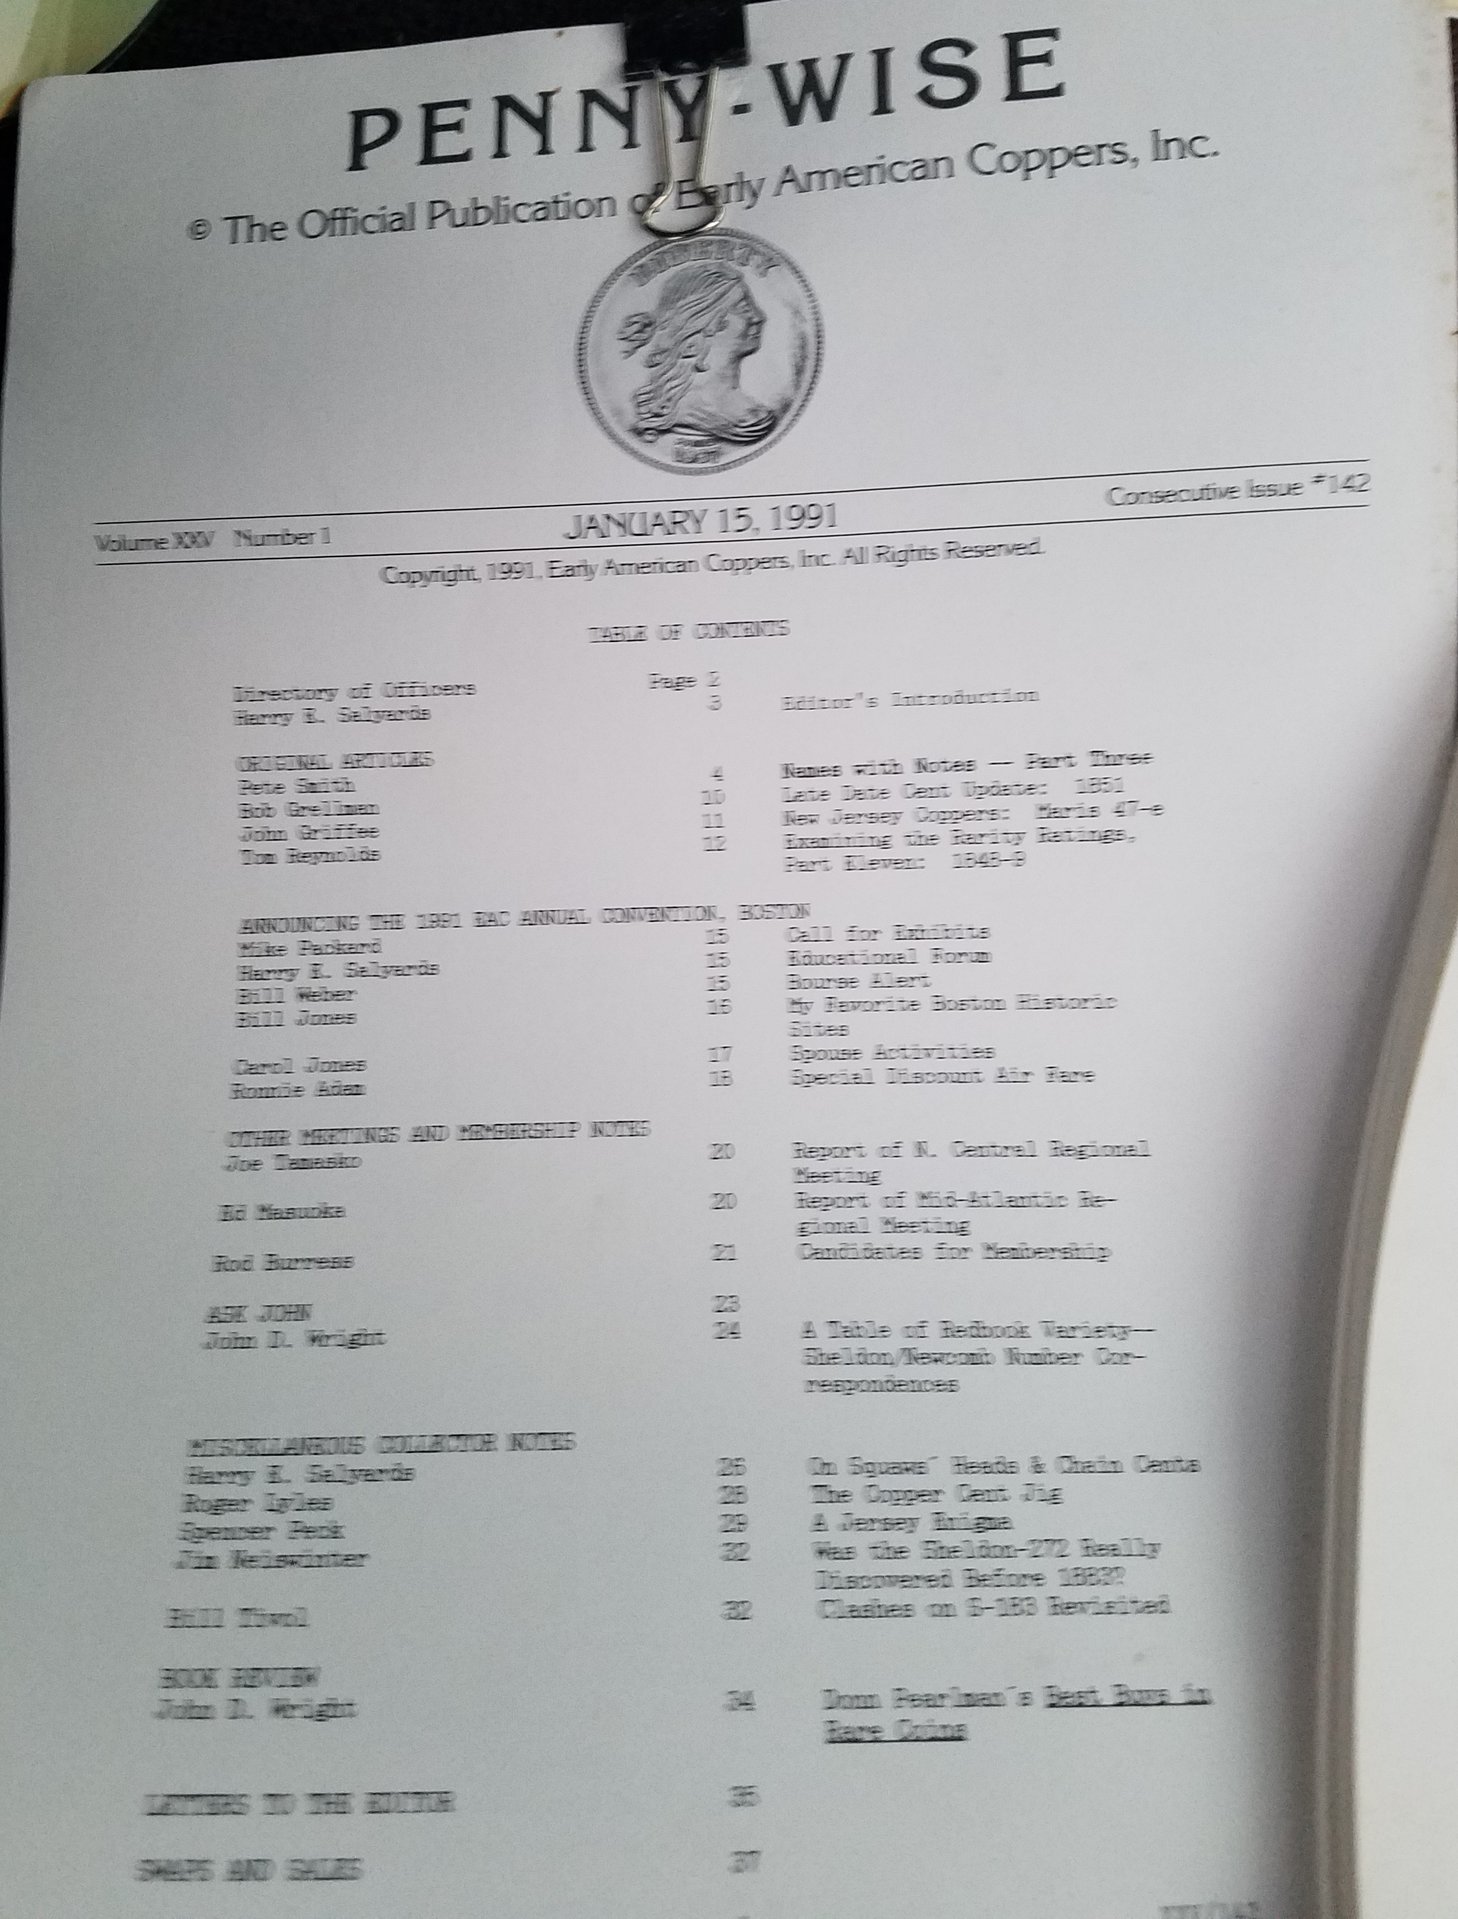 PENNY-WISE
© The Official Publication of Early American Coppers, Inc.
LIBERTY
Volume XXV Number 1 JANUARY 15, 1991 Consecutive Issue #142
Copyright, 1991, Early American Coppers, Inc. All Rights Reserved.
TABLE OF CONTENTS
Directory of Officers Page 2
Harry E. Salyards 3 Editor's Introduction
ORIGINAL ARTICLES
Pete Smith 4 Names with Notes -- Part Three
Bob Grellman 10 Late Date Cent Update: 1851
John Griffee 11 New Jersey Coppers: Maris 47-e
Tom Reynolds 12 Examining the Rarity Ratings,
Part Eleven:
ANNOUNCING THE 1991 EAC ANNUAL CONVENTION, BOSTON
Mike Packard 15 Call for Exhibits
Harry E. Salyards 15 Educational Forum
Bill Weber 15 Bourse Alert
Bill Jones 16 My Favorite Boston Historic
Sites
Carol Jones 17 Spouse Activities
Ronnie Adam 18 Special Discount Air Fare
OTHER MEETINGS AND MEMBERSHIP NOTES
Joe Tamasko 20 Report of N. Central Regional
Meeting
Ed Masuoka 20 Report of Mid-Atlantic Re-
gional Meeting
Rod Burress 21 Candidates for Membership
ASK JOHN 23
John D. Wright 24 A Table of Redbook Variety--
Sheldon/Newcomb Number Cor-
respondences
MISCELLANEOUS COLLECTOR NOTES
Harry E. Salyards 26 On Squaws' Heads & Chain Cents
Roger Lyles 28 The Copper Cent Jig
Spencer Peck 29 A Jersey Enigma
Jim Neiswinter 32 Was the Sheldon-272 Really
Discovered Before 1883?
Bill Tivol 32 Clashes on S-183 Revisited
BOOK REVIEW
John D. Wright 34 Donn Pearlman's Best Buys in
Rare Coins
LETTERS TO THE EDITOR 35
SWAPS AND SALES 37